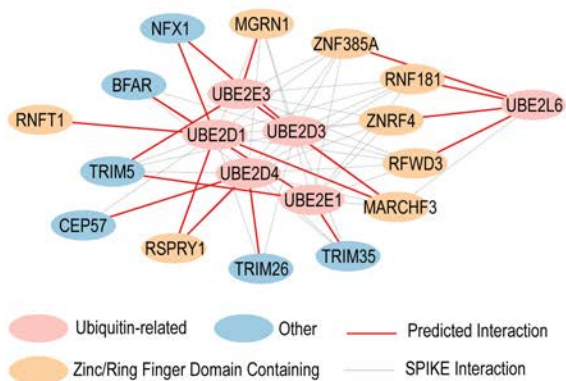 NFX1
MGRN1
ZNF385A
BFAR
UBE2E3
RNF181
UBE2L6
RNFT1
UBE2D1
UBE2D3
ZNRF4
TRIM5
UBE2D4
RFWD3
UBE2E1
MARCHF3
CEP57
RSPRY1
TRIM26
TRIM35
Ubiquitin-related
Other
Predicted Interaction
Zinc/Ring Finger Domain Containing
SPIKE Interaction